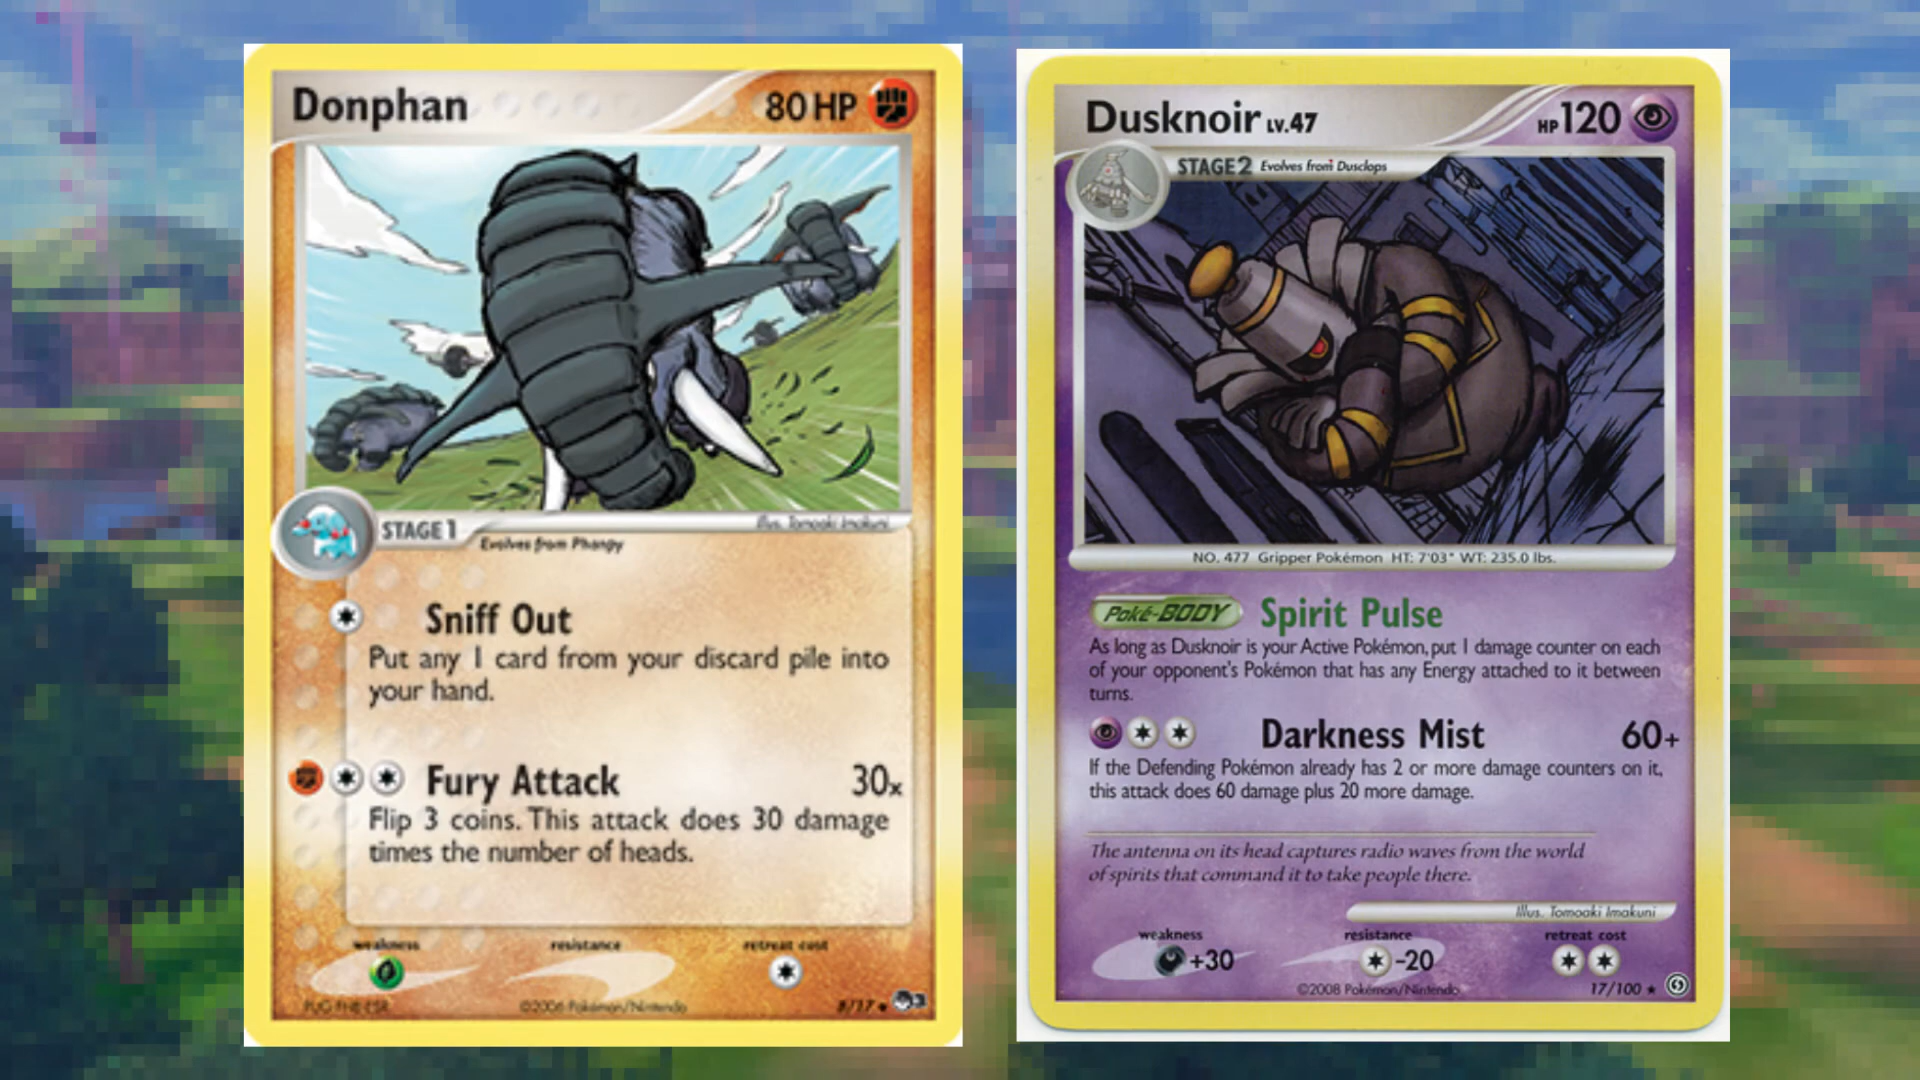 Donphan 80 HP
STAGE 1 Illus. Tomoaki Imakuni
Evolves from Phanpy
Sniff Out
Put any 1 card from your discard pile into
your hand.
Fury Attack 30x
Flip 3 coins. This attack does 30 damage
times the number of heads.
weakness resistance retreat cost
©2006 Pokémon/Nintendo 8/17
Dusknoir LV.47 HP 120
STAGE 2 Evolves from Dusclops
NO. 477 Gripper Pokémon HT: 7'03" WT: 235.0 lbs.
Poké-BODY Spirit Pulse
As long as Dusknoir is your Active Pokémon, put 1 damage counter on each
of your opponent's Pokémon that has any Energy attached to it between
turns.
Darkness Mist 60+
If the Defending Pokémon already has 2 or more damage counters on it,
this attack does 60 damage plus 20 more damage.
The antenna on its head captures radio waves from the world
of spirits that command it to take people there.
Illus. Tomoaki Imakuni
weakness resistance retreat cost
+30 -20
©2008 Pokémon/Nintendo 17/100